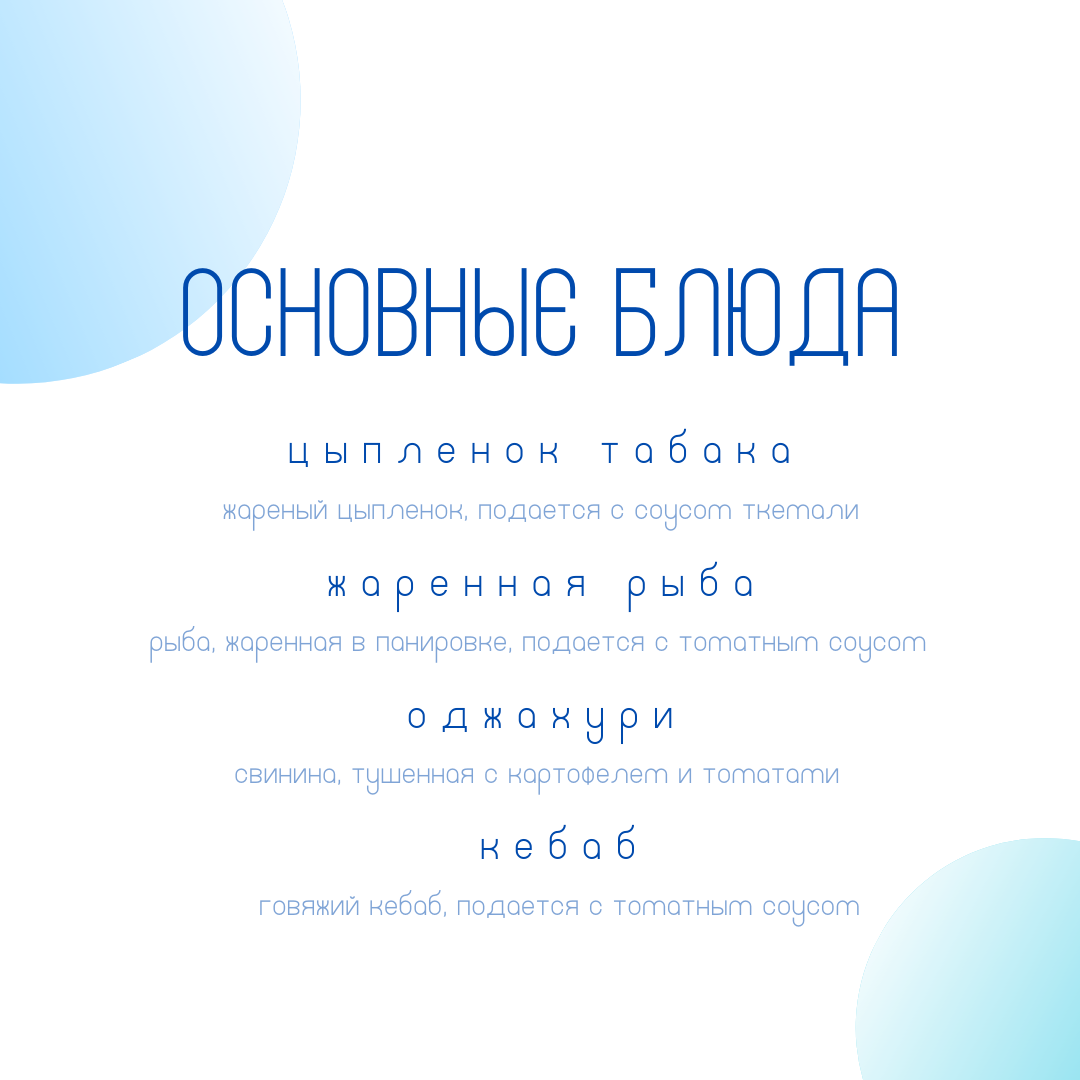 ОСНОВНЫЕ БЛЮДА
цыпленок табака
жареный цыпленок, подается с соусом ткемали
жаренная рыба
рыба, жаренная в панировке, подается с томатным соусом
оджахури
свинина, тушенная с картофелем и томатами
кебаб
говяжий кебаб, подается с томатным соусом